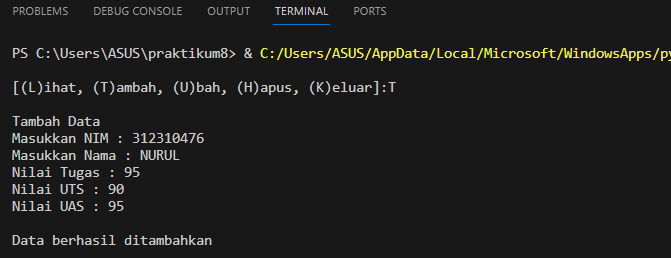 PROBLEMS DEBUG CONSOLE OUTPUT TERMINAL PORTS
PS C:\Users\ASUS\praktikum8> & C:/Users/ASUS/AppData/Local/Microsoft/WindowsApps/py
[(L)ihat, (T)ambah, (U)bah, (H)apus, (K)eluar]:T
Tambah Data
Masukkan NIM : 312310476
Masukkan Nama : NURUL
Nilai Tugas : 95
Nilai UTS : 90
Nilai UAS : 95
Data berhasil ditambahkan